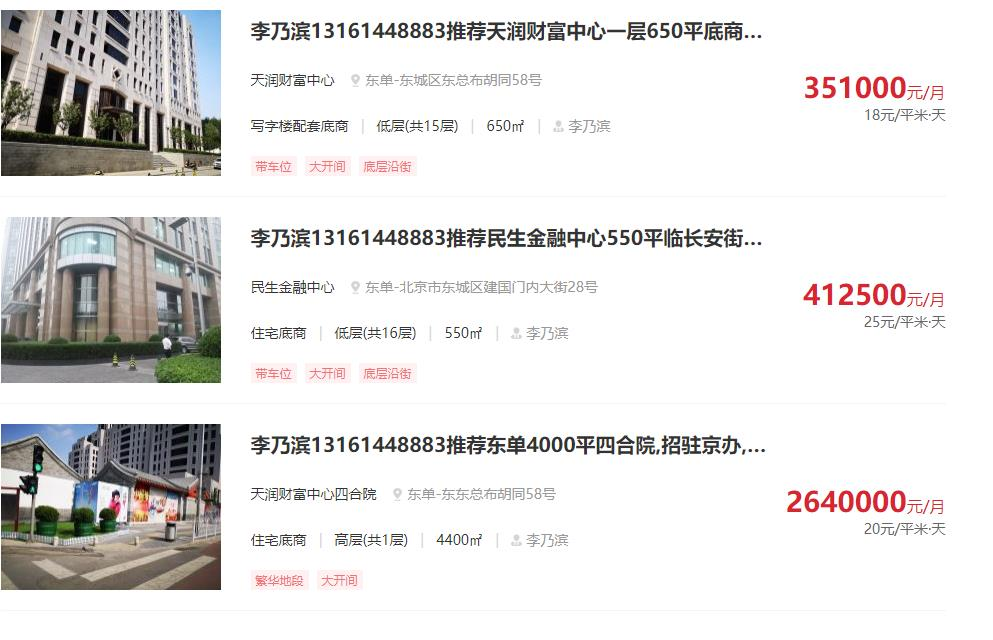 李乃滨13161448883推荐天润财富中心一层650平底商...
天润财富中心 东单-东城区东总布胡同58号
351000元/月
18元/平米·天
写字楼配套底商 | 低层(共15层) | 650㎡ | 李乃滨
带车位 大开间 底层沿街
李乃滨13161448883推荐民生金融中心550平临长安街...
民生金融中心 东单-北京市东城区建国门内大街28号
412500元/月
25元/平米·天
住宅底商 | 低层(共16层) | 550㎡ | 李乃滨
带车位 大开间 底层沿街
李乃滨13161448883推荐东单4000平四合院,招驻京办,...
天润财富中心四合院 东单-东东总布胡同58号
2640000元/月
20元/平米·天
住宅底商 | 高层(共1层) | 4400㎡ | 李乃滨
繁华地段 大开间